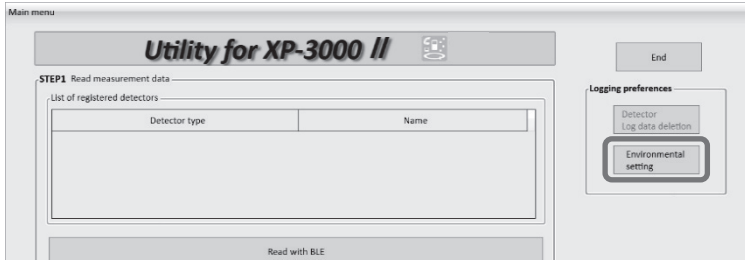 Main menu
Utility for XP-3000 II
End
STEP1 Read measurement data
Logging preferences
List of registered detectors
Detector type
Name
Detector
Log data deletion
Environmental
setting
Read with BLE